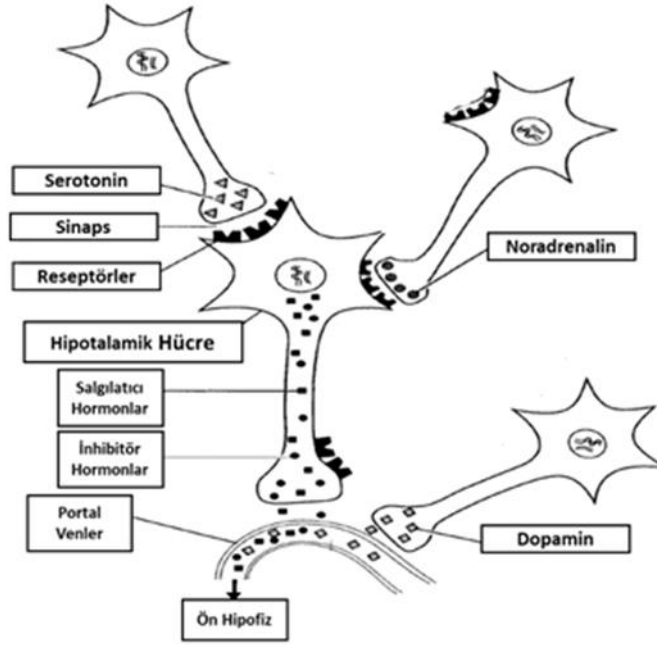 Serotonin
Sinaps
Reseptörler
Noradrenalin
Hipotalamik Hücre
Salgılatıcı
Hormonlar
İnhibitör
Hormonlar
Portal
Venler
Dopamin
Ön Hipofiz